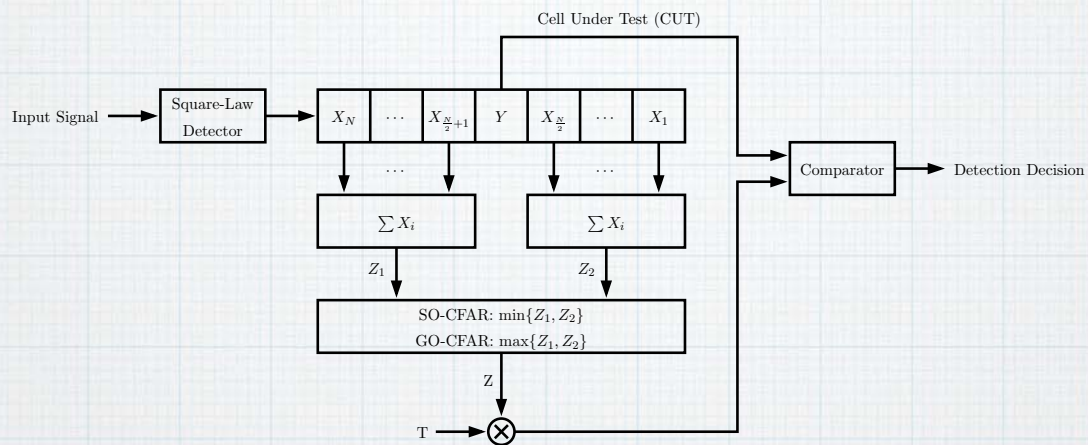 Cell Under Test (CUT)
Input Signal
Square-Law
Detector
X_N ⋯ X_{N/2+1} Y X_{N/2} ⋯ X_1
⋯ ⋯
∑ X_i ∑ X_i
Comparator
Detection Decision
Z_1 Z_2
SO-CFAR: min{Z_1, Z_2}
GO-CFAR: max{Z_1, Z_2}
Z
T